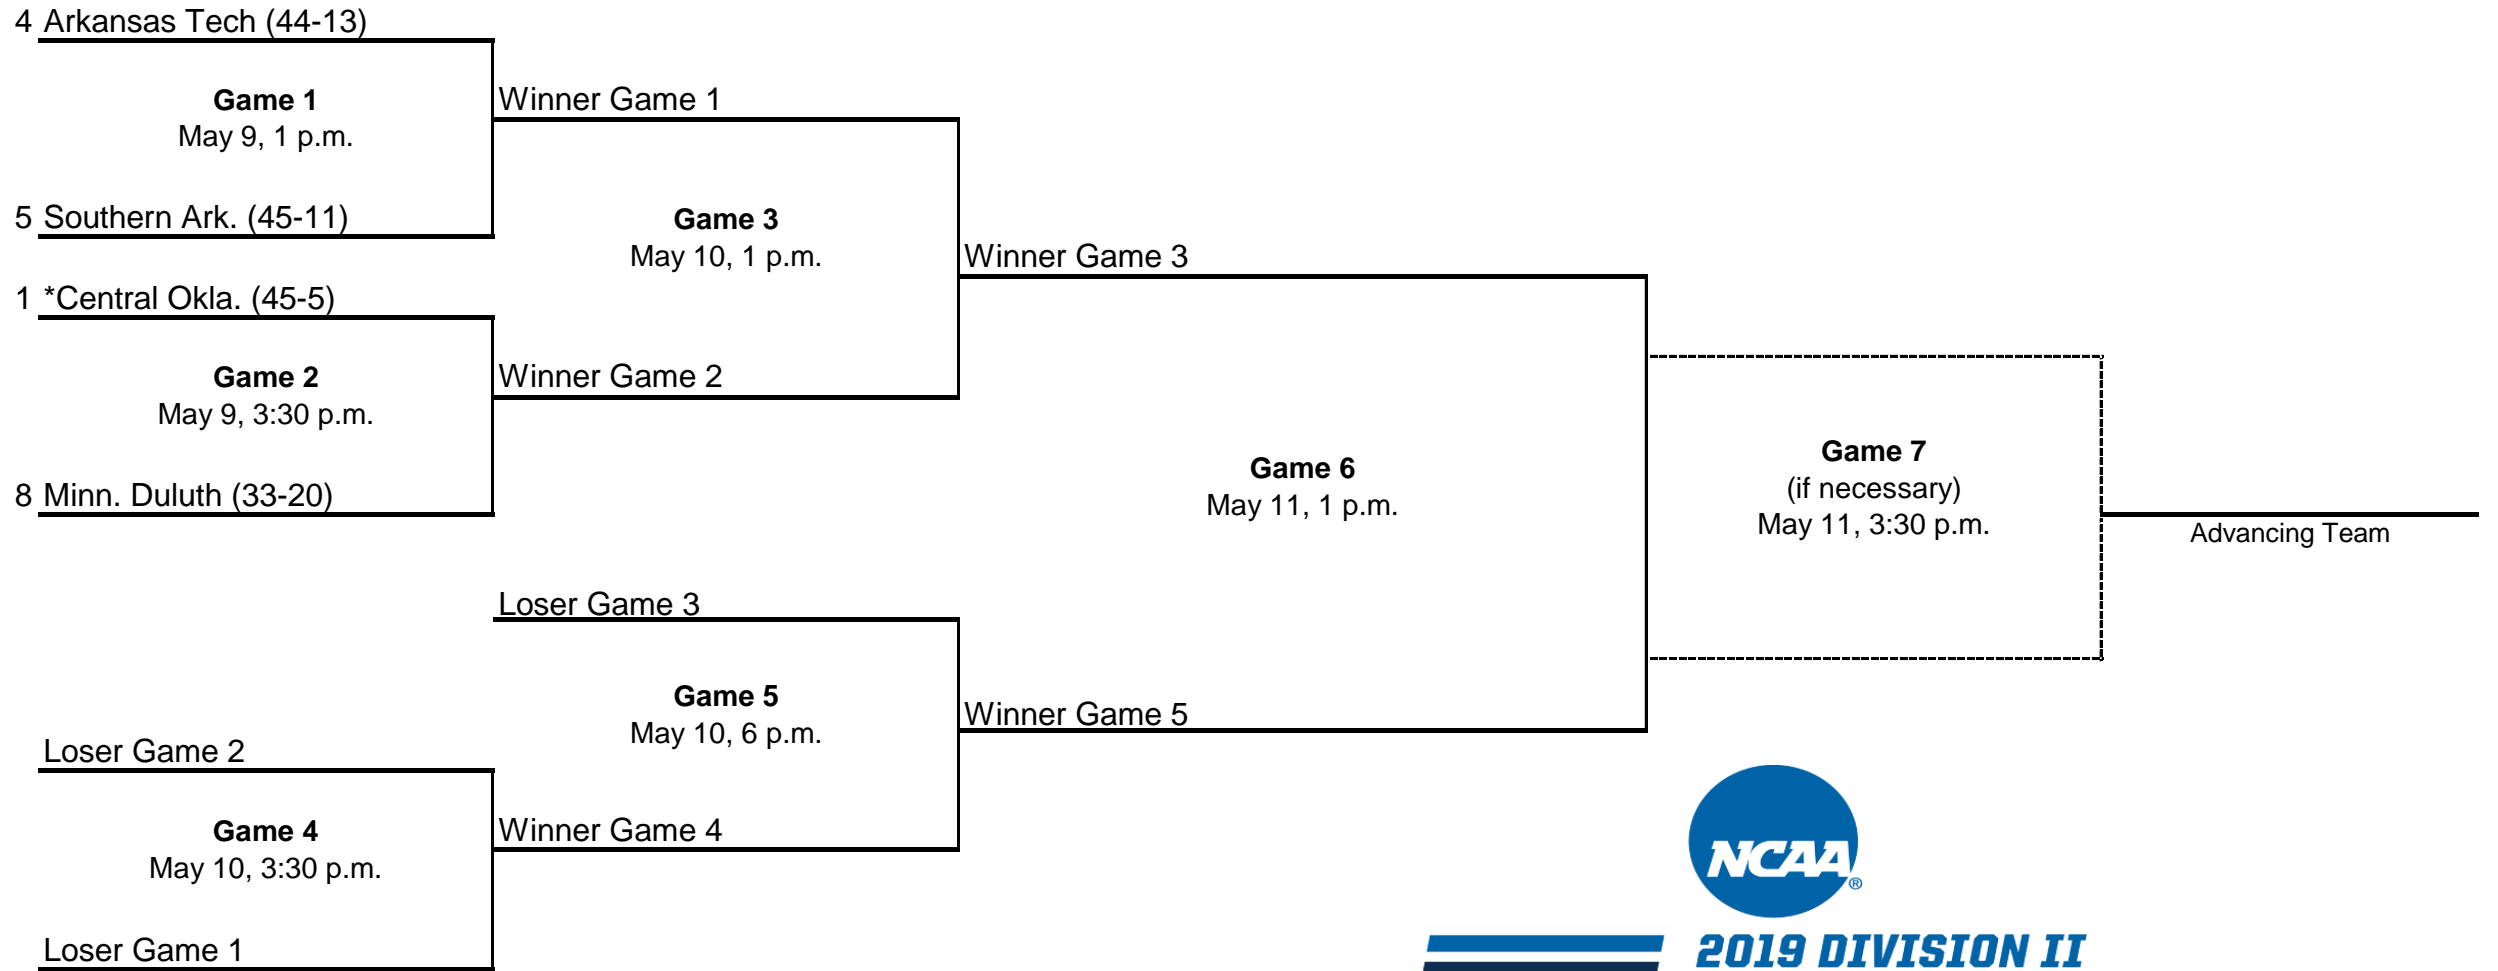 4 Arkansas Tech (44-13)
Game 1
May 9, 1 p.m.
5 Southern Ark. (45-11)
1 *Central Okla. (45-5)
Game 2
May 9, 3:30 p.m.
8 Minn. Duluth (33-20)
Winner Game 1
Game 3
May 10, 1 p.m.
Winner Game 2
Winner Game 3
Game 6
May 11, 1 p.m.
Game 7
(if necessary)
May 11, 3:30 p.m.
Advancing Team
Loser Game 3
Game 5
May 10, 6 p.m.
Winner Game 5
Loser Game 2
Game 4
May 10, 3:30 p.m.
Winner Game 4
Loser Game 1
NCAA®
2019 DIVISION II